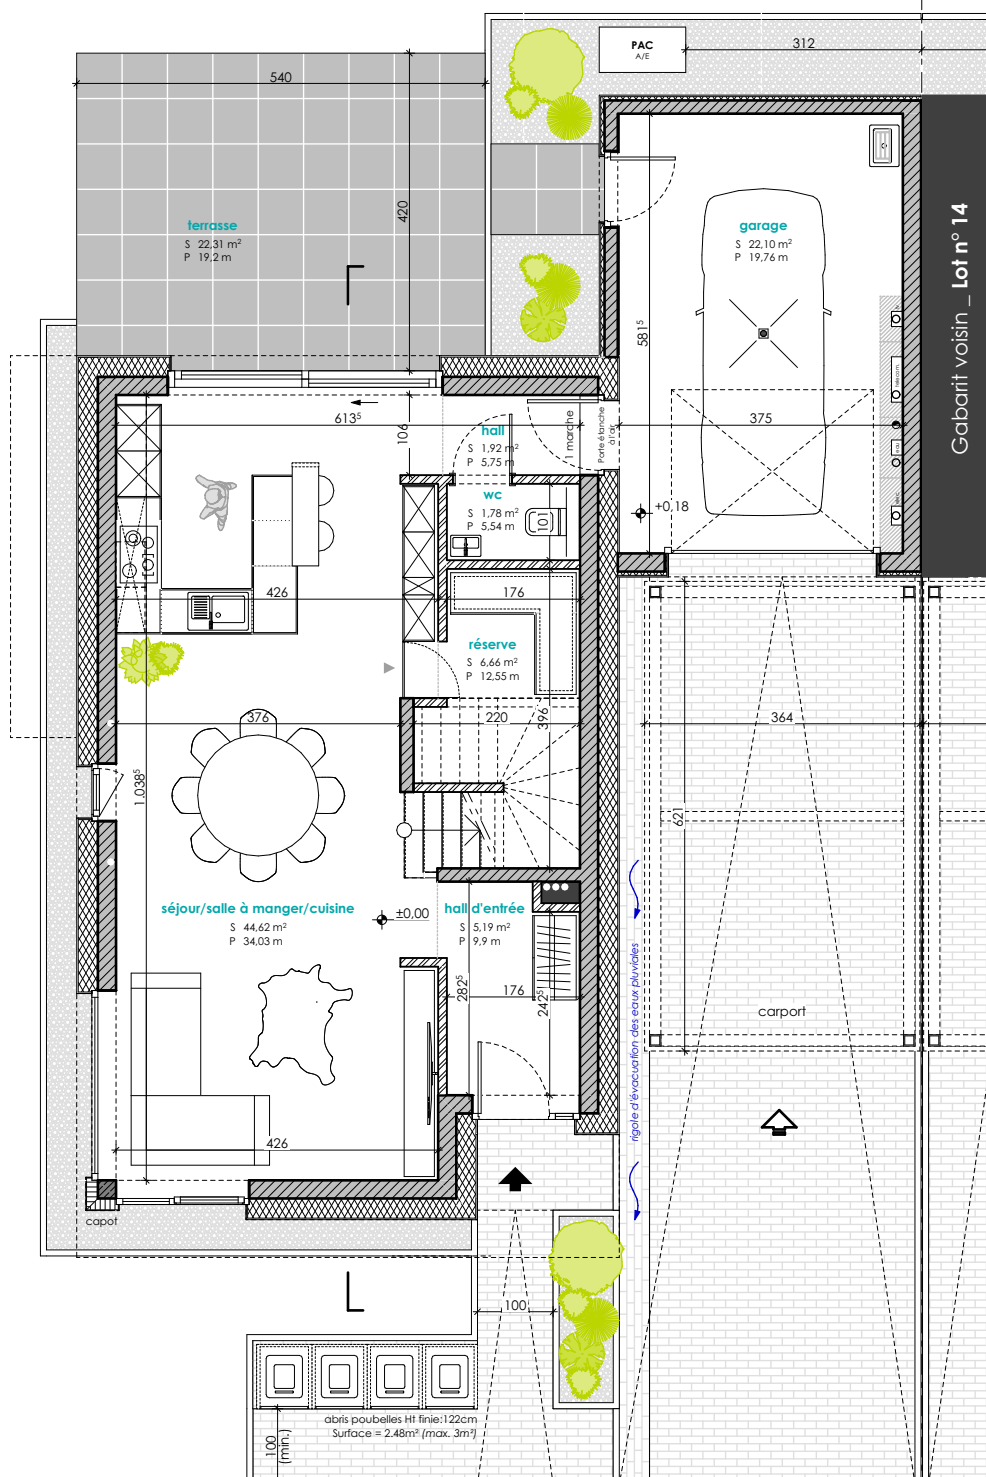 PAC
A/E
312
540
420
terrasse
S 22,31 m²
P 19,2 m
garage
S 22,10 m²
P 19,76 m
Gabarit voisin _ Lot n° 14
581⁵
613⁵
106
hall
S 1,92 m²
P 5,75 m
1 marche
Porte étanche
à l'air
375
wc
S 1,78 m²
P 5,54 m
101
+0,18
426
176
réserve
S 6,66 m²
P 12,55 m
376
220
396
364
1.038⁵
621
séjour/salle à manger/cuisine
S 44,62 m²
P 34,03 m
±0,00
hall d'entrée
S 5,19 m²
P 9,9 m
282⁵
176
242⁵
rigole d'évacuation des eaux pluviales
carport
426
capot
100
abris poubelles Ht finie:122cm
Surface = 2.48m² (max. 3m²)
100
(min.)